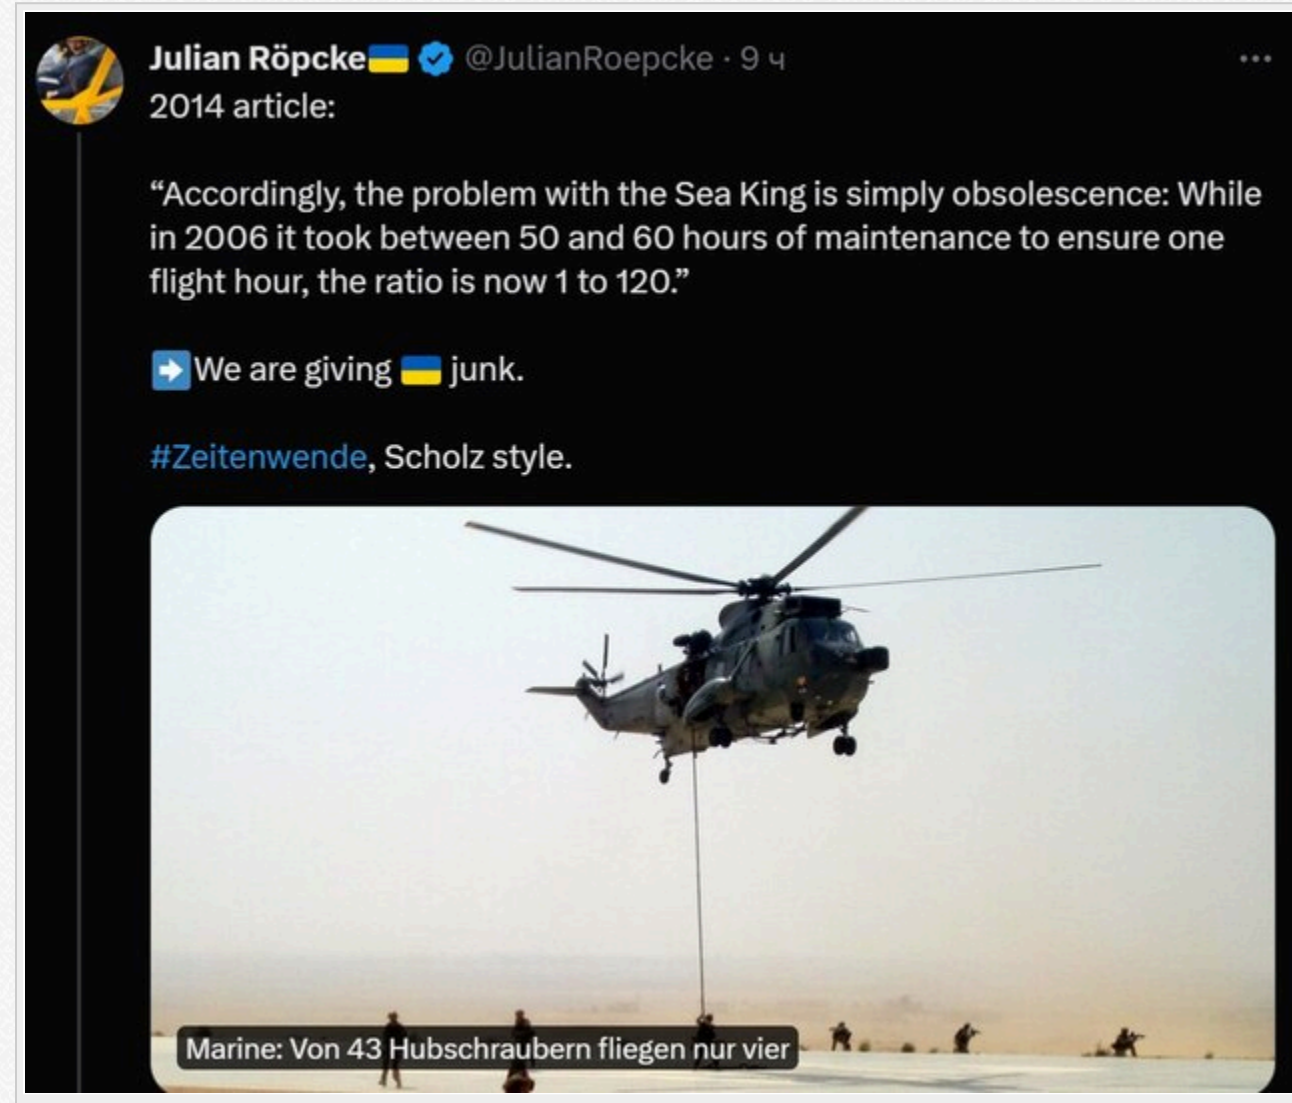 Julian Röpcke🇺🇦 @JulianRoepcke · 9 ч
2014 article:
“Accordingly, the problem with the Sea King is simply obsolescence: While
in 2006 it took between 50 and 60 hours of maintenance to ensure one
flight hour, the ratio is now 1 to 120.”
➡️We are giving 🇺🇦 junk.
#Zeitenwende, Scholz style.
Marine: Von 43 Hubschraubern fliegen nur vier